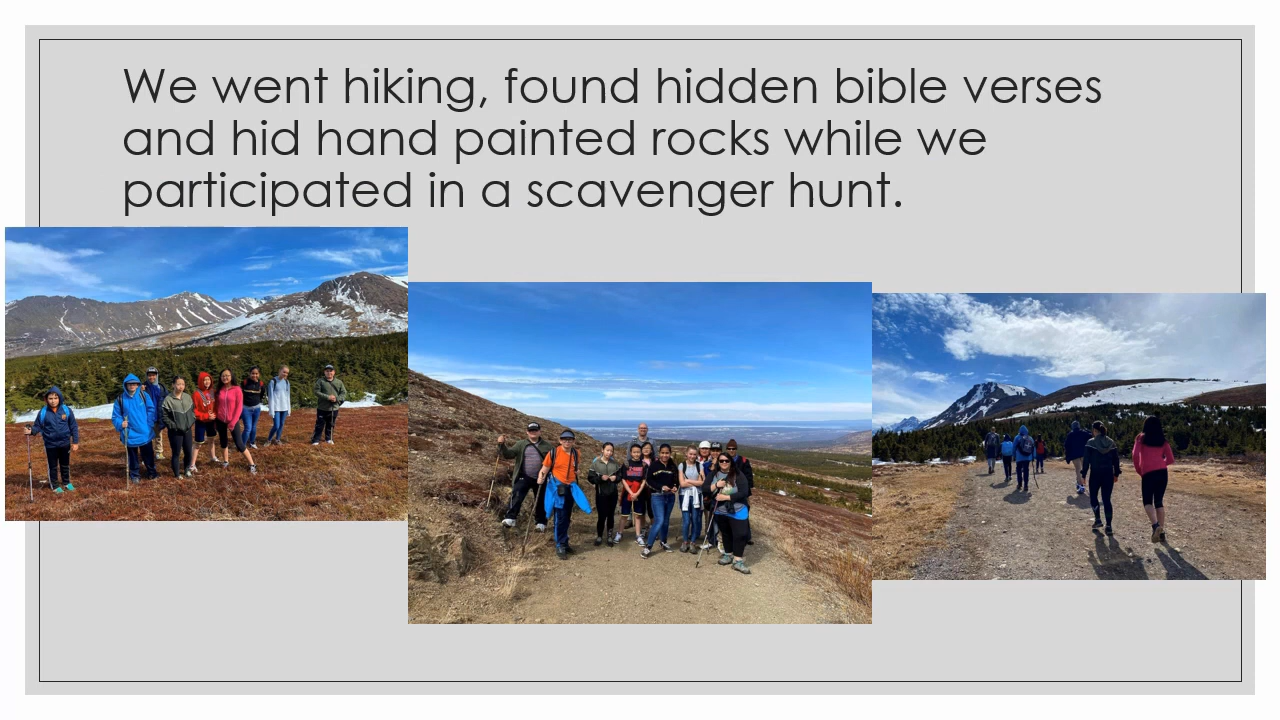 We went hiking, found hidden bible verses
and hid hand painted rocks while we
participated in a scavenger hunt.